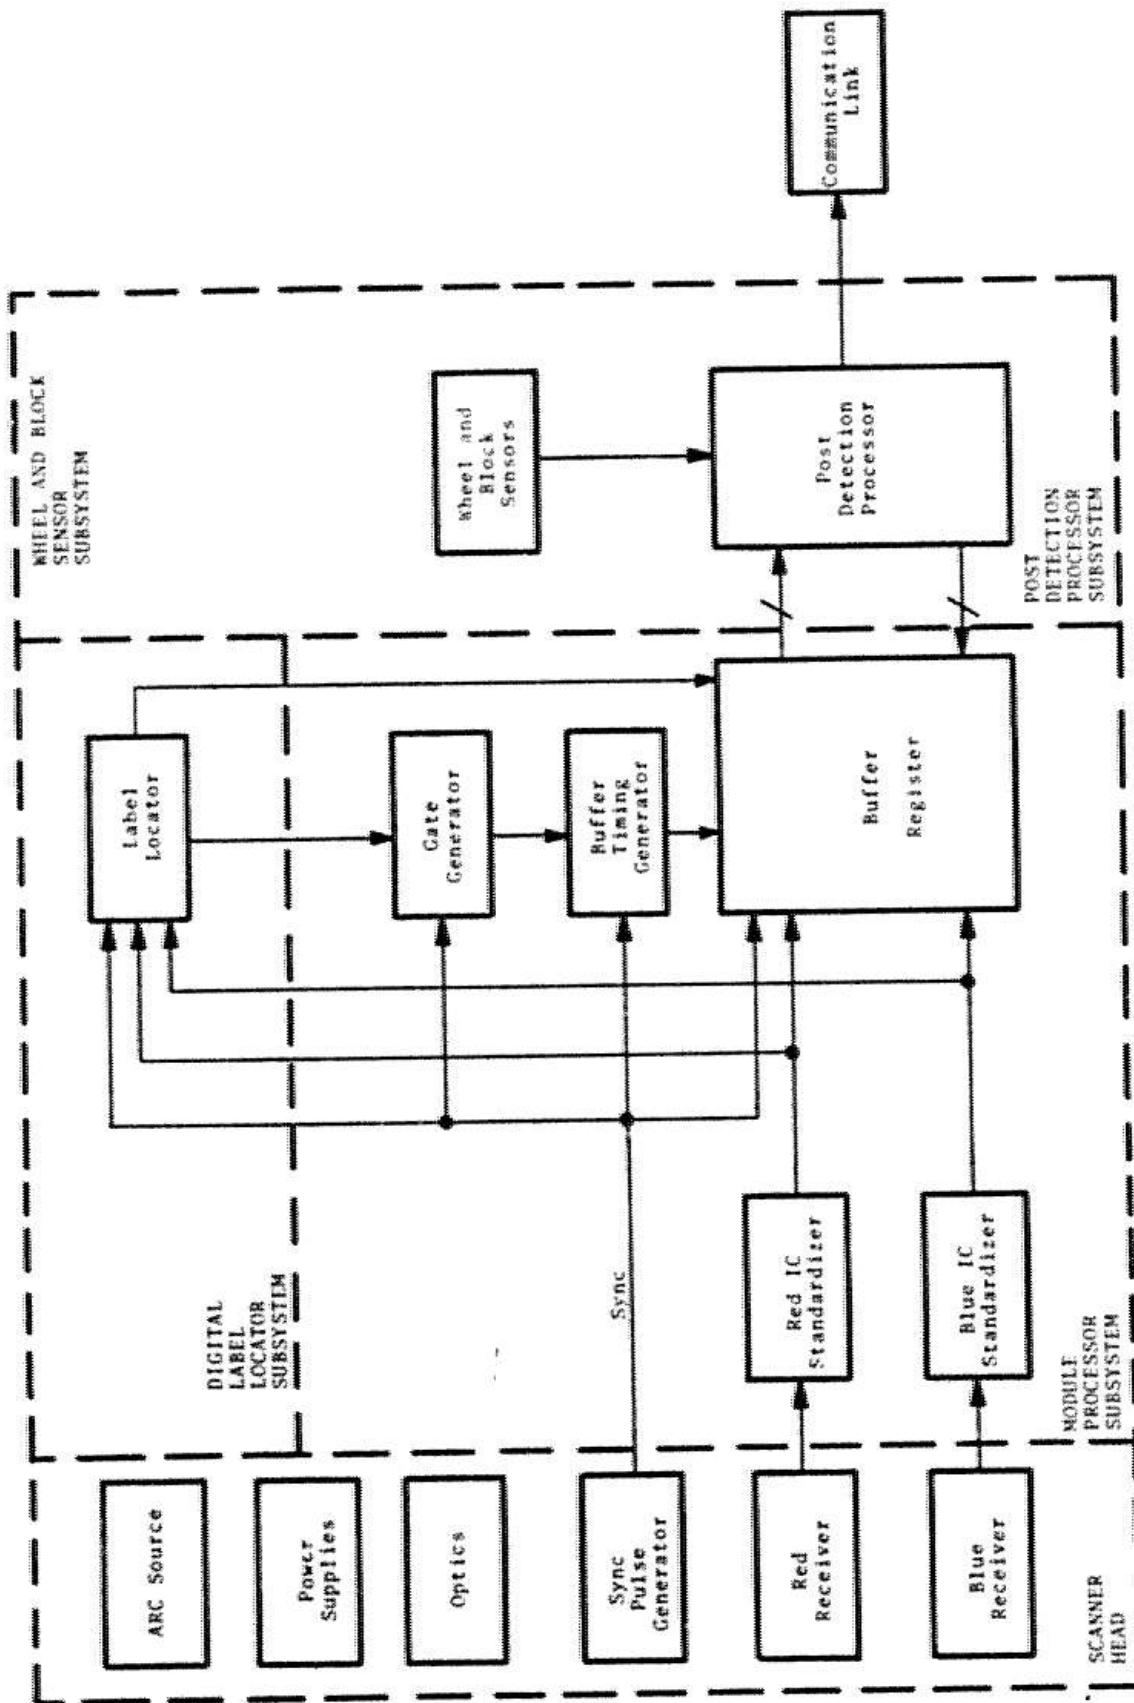 ARC Source
Power
Supplies
Optics
Sync
Pulse
Generator
Red
Receiver
Blue
Receiver
SCANNER
HEAD
DIGITAL
LABEL
LOCATOR
SUBSYSTEM
Sync
Red IC
Standardizer
Blue IC
Standardizer
MODULE
PROCESSOR
SUBSYSTEM
Label
Locator
Gate
Generator
Buffer
Timing
Generator
Buffer
Register
WHEEL AND BLOCK
SENSOR
SUBSYSTEM
Wheel and
Block
Sensors
Post
Detection
Processor
POST
DETECTION
PROCESSOR
SUBSYSTEM
Communication
Link